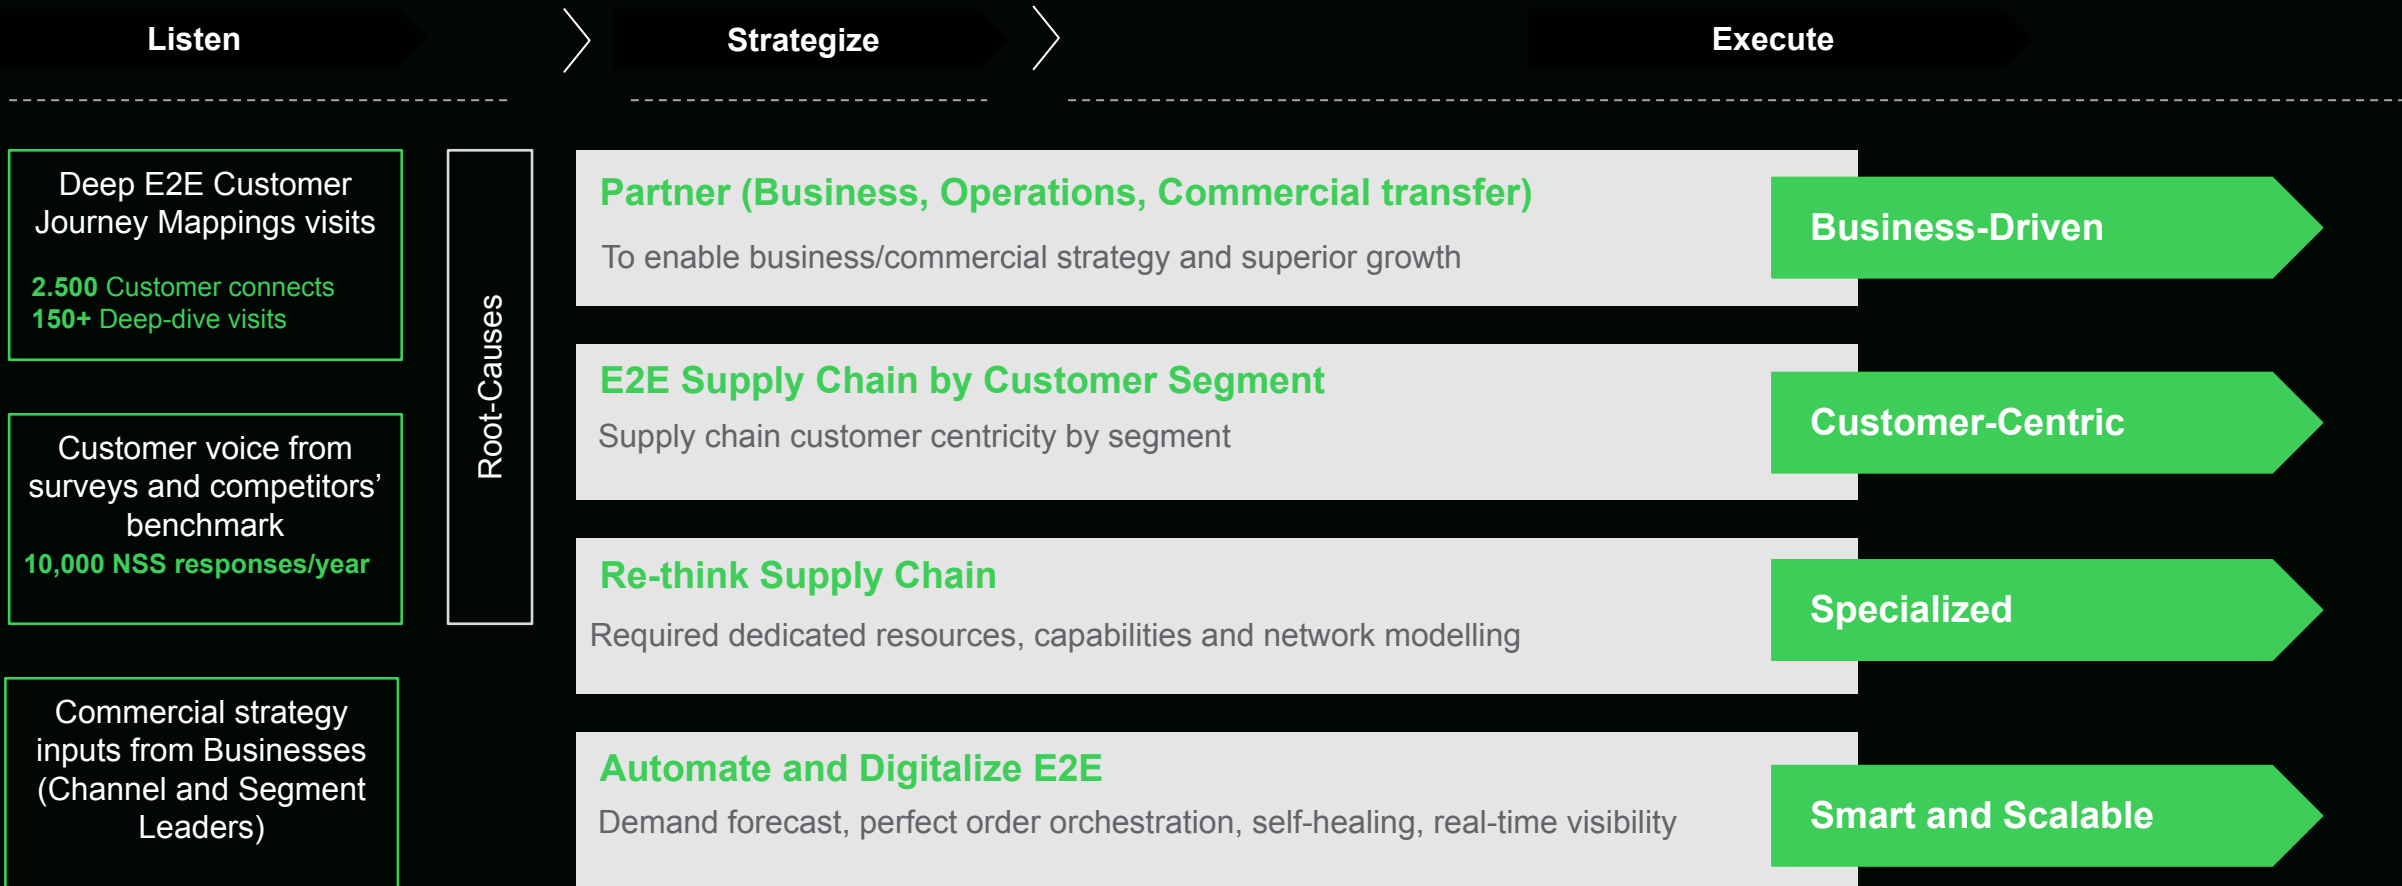 Listen
Strategize
Execute
Deep E2E Customer
Journey Mappings visits
2.500 Customer connects
150+ Deep-dive visits
Customer voice from
surveys and competitors’
benchmark
10,000 NSS responses/year
Commercial strategy
inputs from Businesses
(Channel and Segment
Leaders)
Root-Causes
Partner (Business, Operations, Commercial transfer)
To enable business/commercial strategy and superior growth
Business-Driven
E2E Supply Chain by Customer Segment
Supply chain customer centricity by segment
Customer-Centric
Re-think Supply Chain
Required dedicated resources, capabilities and network modelling
Specialized
Automate and Digitalize E2E
Demand forecast, perfect order orchestration, self-healing, real-time visibility
Smart and Scalable